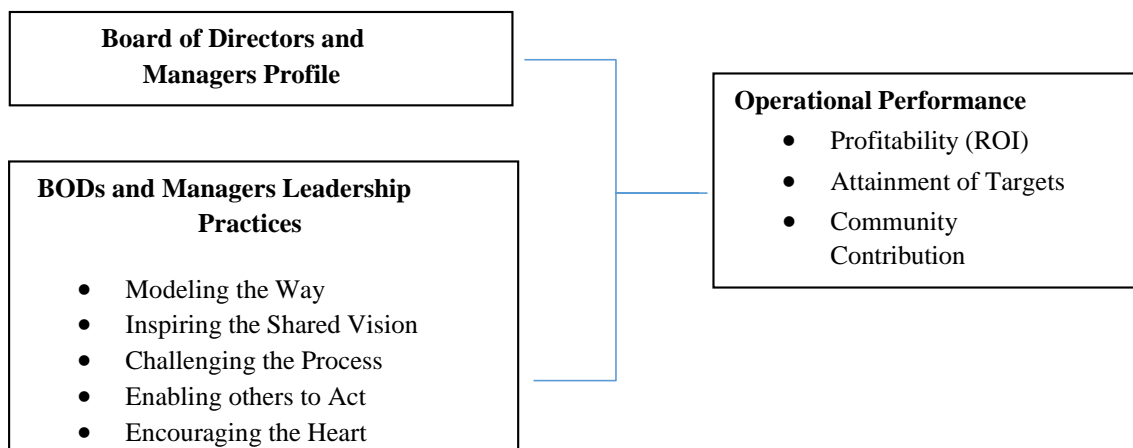 Board of Directors and
Managers Profile
BODs and Managers Leadership
Practices
• Modeling the Way
• Inspiring the Shared Vision
• Challenging the Process
• Enabling others to Act
• Encouraging the Heart
Operational Performance
• Profitability (ROI)
• Attainment of Targets
• Community
Contribution